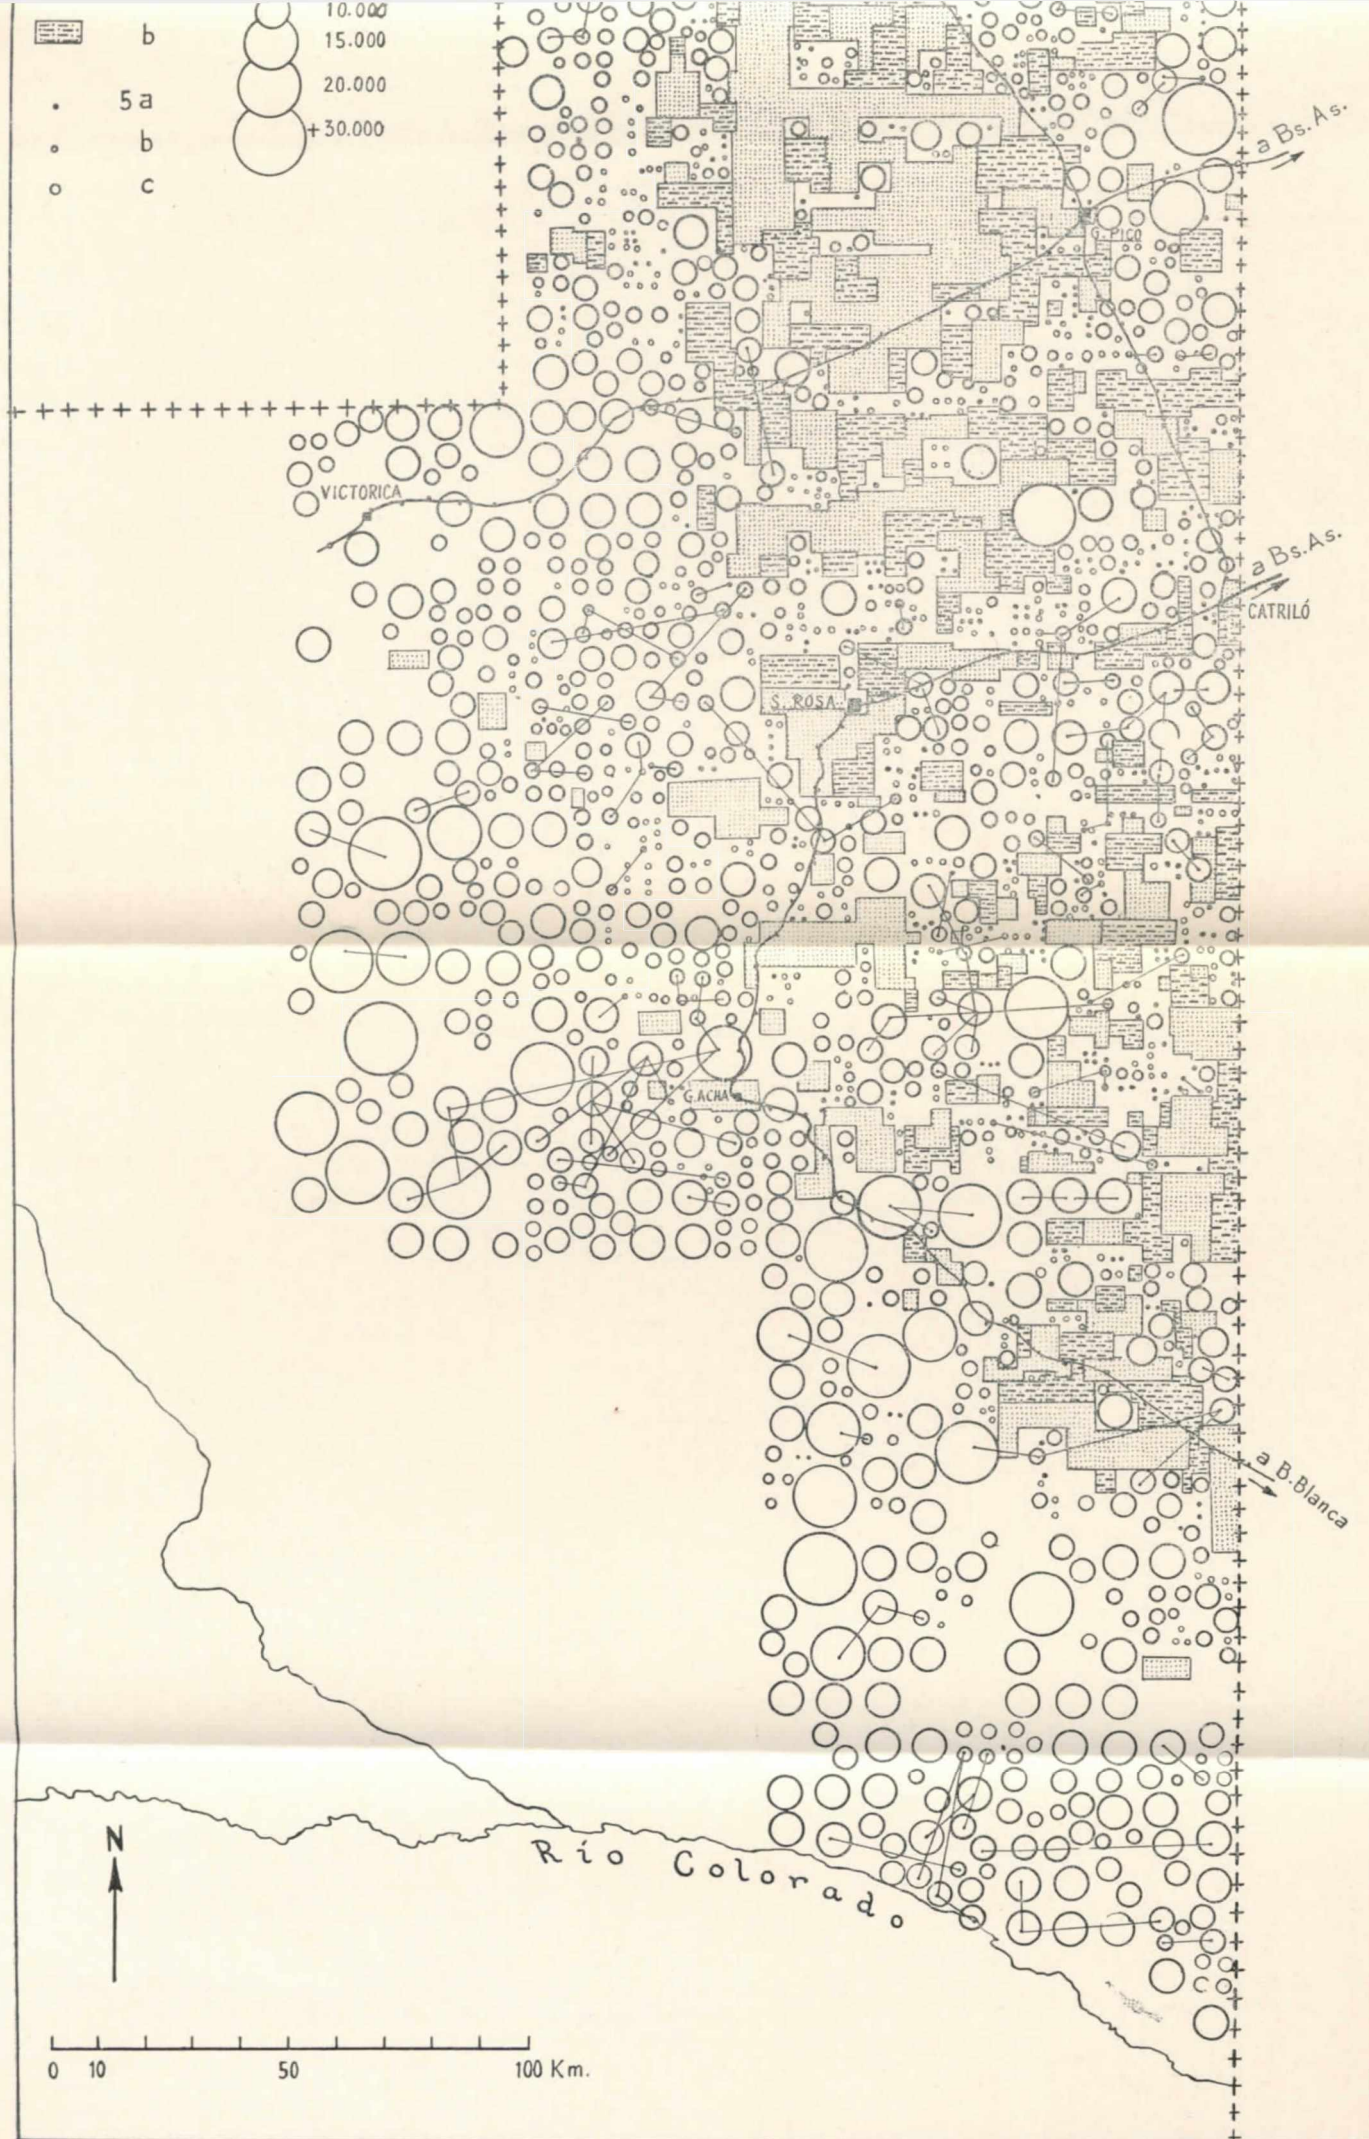 10.000
b
15.000
20.000
5a
+30.000
b
c
a Bs.As.
G. PICO
VICTORICA
a Bs.As.
CATRILÓ
S. ROSA
G.ACHA
a B.Blanca
N
Río Colorado
0 10 50 100 Km.